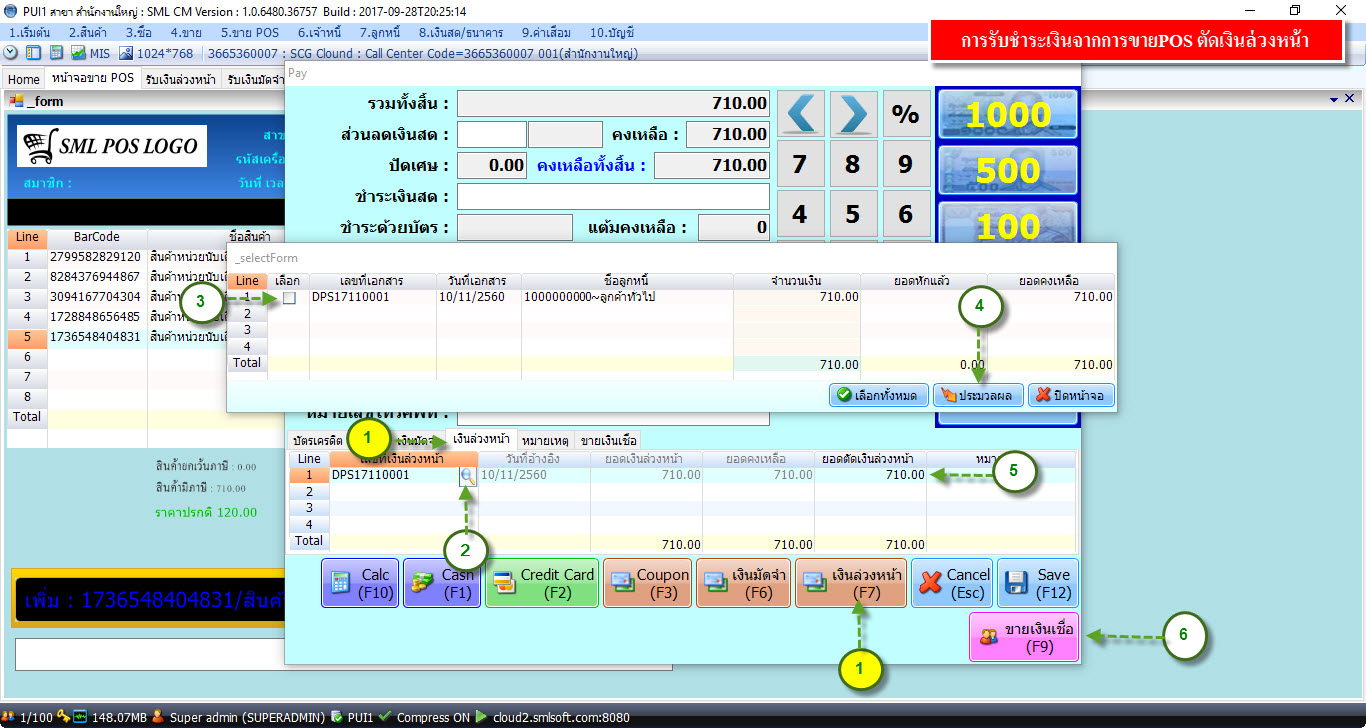 PUI1 สาขา สำนักงานใหญ่ : SML CM Version : 1.0.6480.36757 Build : 2017-09-28T20:25:14
1.เริ่มต้น 2.สินค้า 3.ซื้อ 4.ขาย 5.ขาย POS 6.เจ้าหนี้ 7.ลูกหนี้ 8.เงินสด/ธนาคาร 9.ค่าเสื่อม 10.บัญชี
การรับชำระเงินจากการขายPOS ตัดเงินล่วงหน้า
MIS 1024*768 3665360007 : SCG Clound : Call Center Code=3665360007 001(สำนักงานใหญ่)
Home หน้าจอขาย POS รับเงินล่วงหน้า รับเงินมัดจำ
Pay
_form
SML POS LOGO
สาข
รหัสเครื่อ
สมาชิก : วันที่ เวล
รวมทั้งสิ้น : 710.00
ส่วนลดเงินสด : คงเหลือ : 710.00
ปัดเศษ : 0.00 คงเหลือทั้งสิ้น : 710.00
ชำระเงินสด :
ชำระด้วยบัตร : แต้มคงเหลือ : 0
%
7 8 9
4 5 6
1000
500
100
Line BarCode ชื่อสินค้า
1 2799582829120 สินค้าหน่วยนับเดี
2 8284376944867 สินค้าหน่วยนับเ
3 3094167704304 สินค้าห
4 1728848656485 สินค้าหน่วยนับเ
5 1736548404831 สินค้าหน่วยนับเดี
6
7
8
Total
_selectForm
Line เลือก เลขที่เอกสาร วันที่เอกสาร ชื่อลูกหนี้ จำนวนเงิน ยอดหักแล้ว ยอดคงเหลือ
1 DPS17110001 10/11/2560 1000000000~ลูกค้าทั่วไป 710.00 710.00
2
3
4
Total 710.00 0.00 710.00
3
4
เลือกทั้งหมด ประมวลผล ปิดหน้าจอ
หมายเลขโทรศัพท์ :
บัตรเครดิต 1 เงินมัดจ เงินล่วงหน้า หมายเหตุ ขายเงินเชื่อ
Line เลขที่เงินล่วงหน้า วันที่อ้างอิง ยอดเงินล่วงหน้า ยอดคงเหลือ ยอดตัดเงินล่วงหน้า หมา
1 DPS17110001 10/11/2560 710.00 710.00 710.00
2
3
4
Total 710.00 710.00 710.00
5
2
สินค้ายกเว้นภาษี : 0.00
สินค้ามีภาษี : 710.00
ราคาปรกติ 120.00
เพิ่ม : 1736548404831/สินค้
Calc (F10)
Cash (F1)
Credit Card (F2)
Coupon (F3)
เงินมัดจำ (F6)
เงินล่วงหน้า (F7)
Cancel (Esc)
Save (F12)
ขายเงินเชื่อ (F9)
1
6
1/100 148.07MB Super admin (SUPERADMIN) PUI1 Compress ON cloud2.smlsoft.com:8080